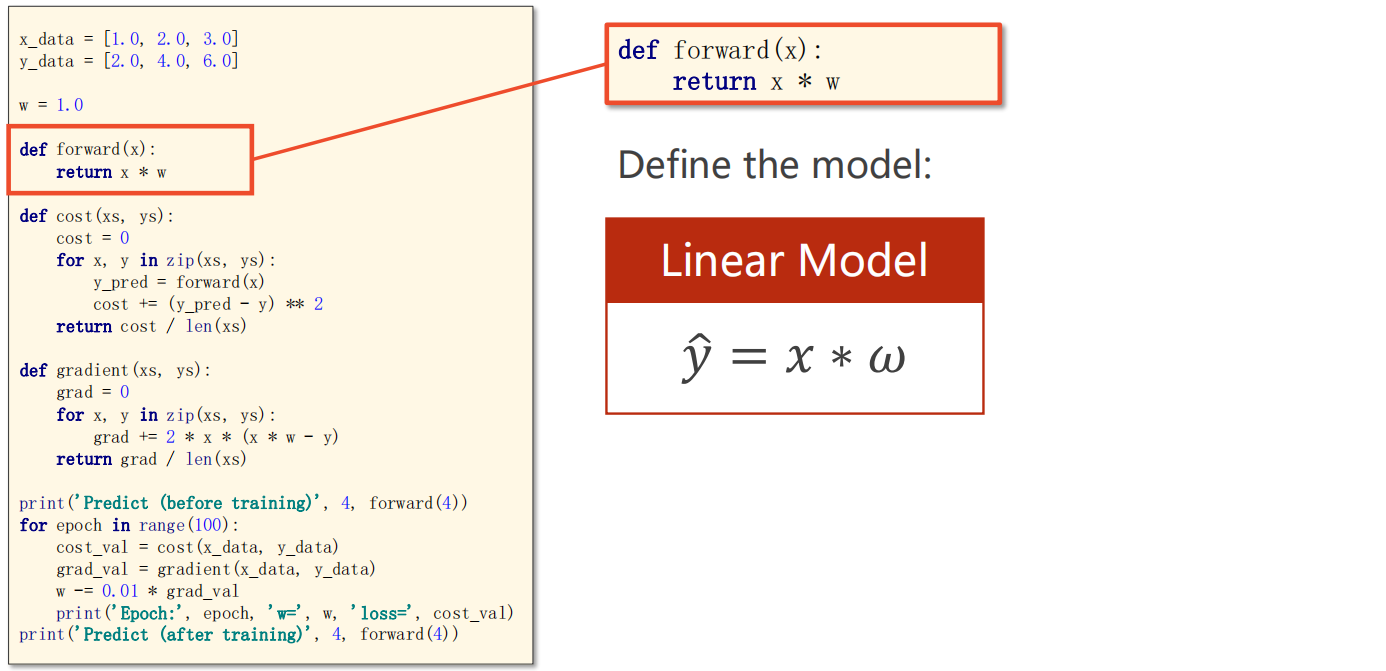 x_data = [1.0, 2.0, 3.0]
y_data = [2.0, 4.0, 6.0]
w = 1.0
def forward(x):
    return x * w
def cost(xs, ys):
    cost = 0
    for x, y in zip(xs, ys):
        y_pred = forward(x)
        cost += (y_pred - y) ** 2
    return cost / len(xs)
def gradient(xs, ys):
    grad = 0
    for x, y in zip(xs, ys):
        grad += 2 * x * (x * w - y)
    return grad / len(xs)
print('Predict (before training)', 4, forward(4))
for epoch in range(100):
    cost_val = cost(x_data, y_data)
    grad_val = gradient(x_data, y_data)
    w -= 0.01 * grad_val
    print('Epoch:', epoch, 'w=', w, 'loss=', cost_val)
print('Predict (after training)', 4, forward(4))
def forward(x):
    return x * w
Define the model:
Linear Model
ŷ = x * ω